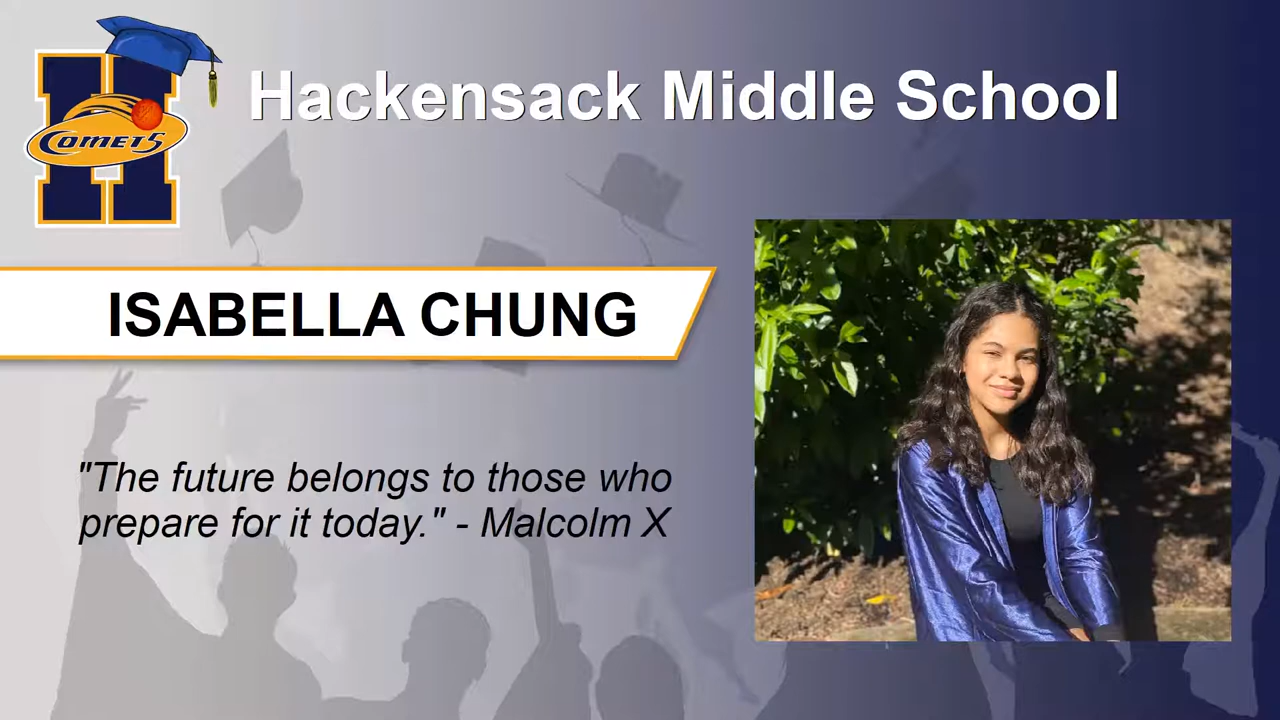 Hackensack Middle School
COMETS
ISABELLA CHUNG
"The future belongs to those who
prepare for it today." - Malcolm X